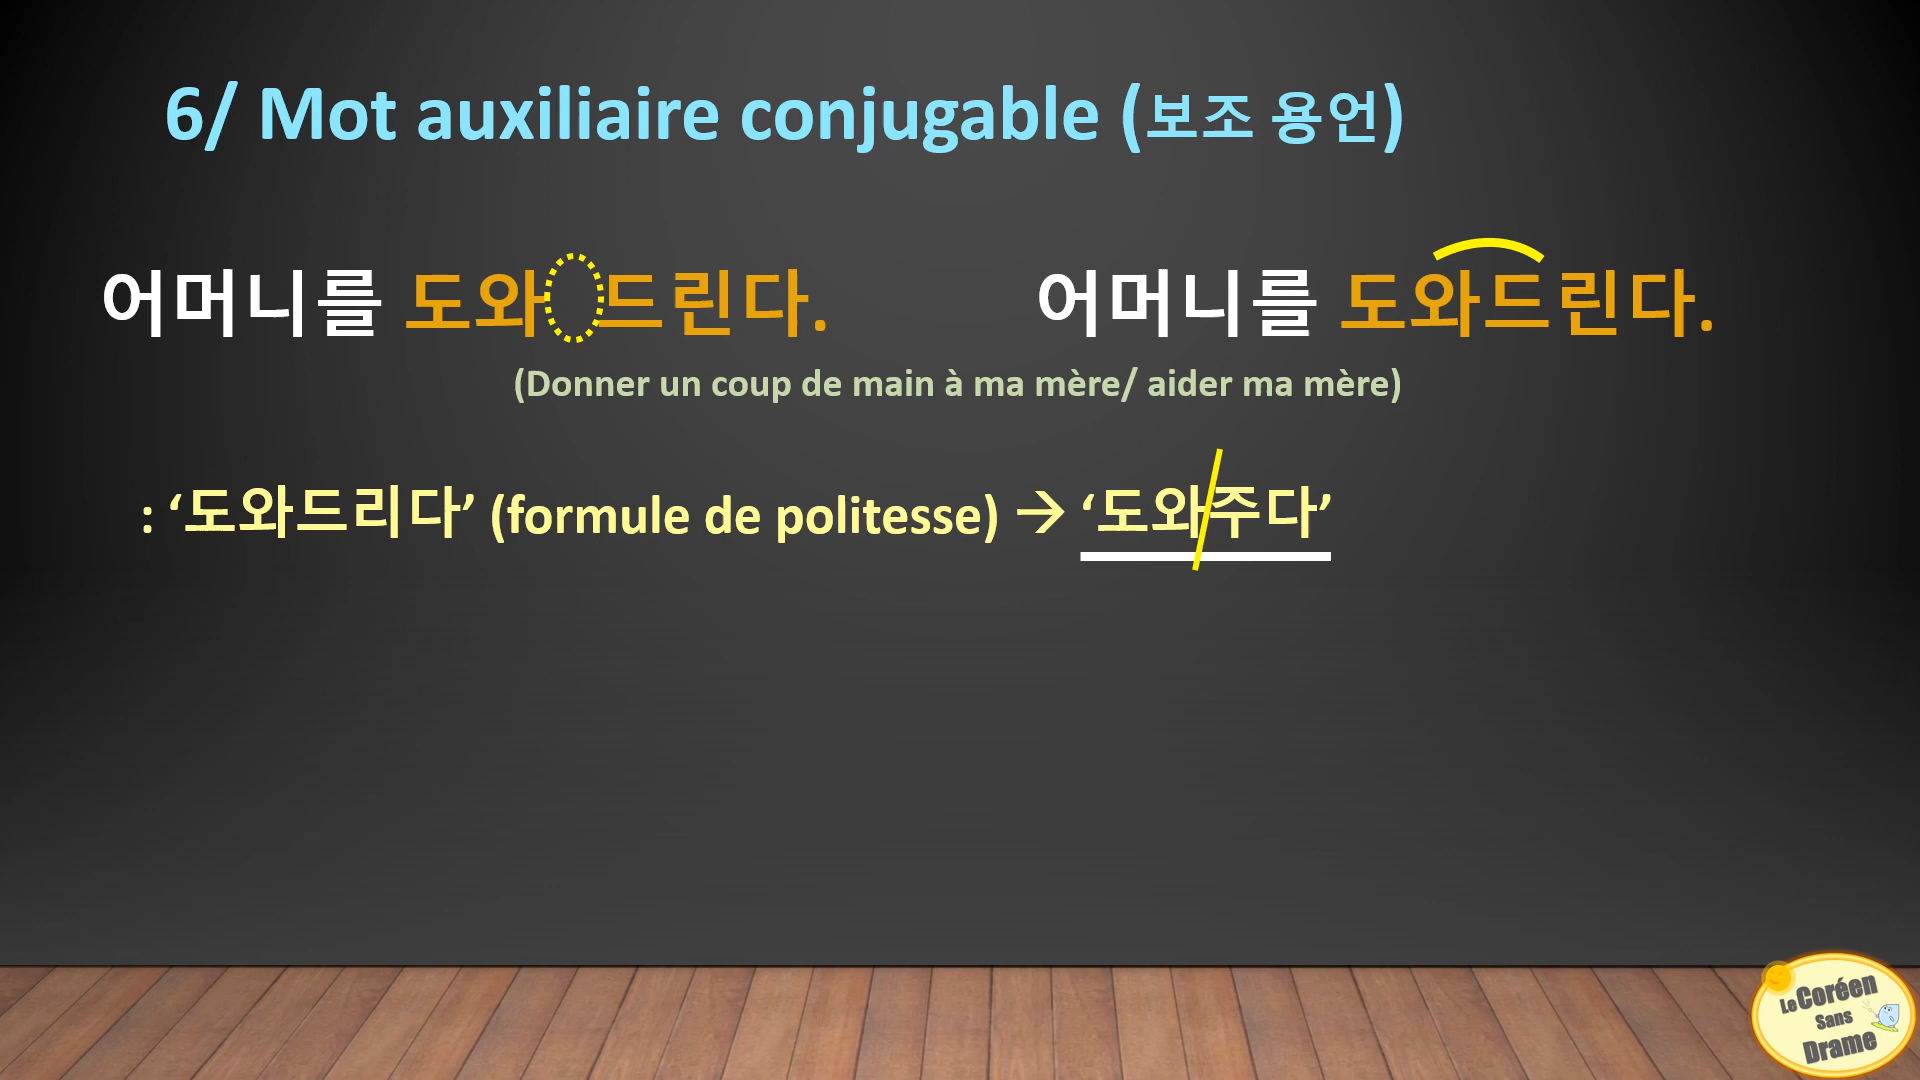 6/ Mot auxiliaire conjugable (보조 용언)
어머니를 도와 드린다.
어머니를 도와드린다.
(Donner un coup de main à ma mère/ aider ma mère)
: ‘도와드리다’ (formule de politesse) → ‘도와주다’
Le Coréen
Sans
Drame